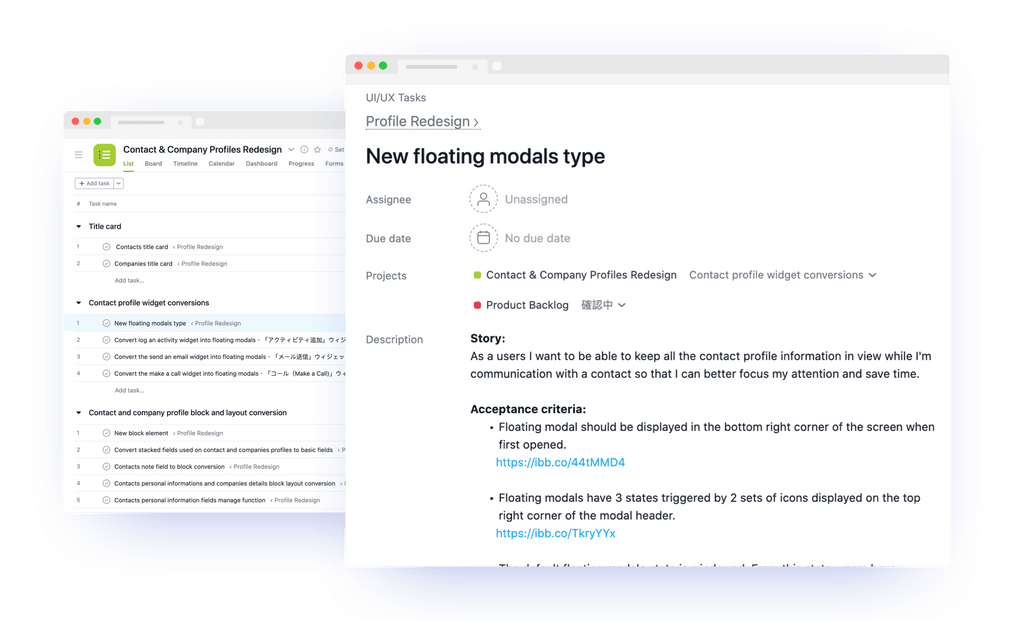 Contact & Company Profiles Redesign
Set
List Board Timeline Calendar Dashboard Progress Forms
+ Add task
# Task name
Title card
1 Contacts title card ‹ Profile Redesign
2 Companies title card ‹ Profile Redesign
Add task...
Contact profile widget conversions
1 New floating modals type ‹ Profile Redesign
2 Convert log an activity widget into floating modals - 「アクティビティ追加」ウィジ
3 Convert the send an email widget into floating modals - 「メール送信」ウィジェッ
4 Convert the make a call widget into floating modals - 「コール（Make a Call)」ウィ
Add task...
Contact and company profile block and layout conversion
1 New block element ‹ Profile Redesign
2 Convert stacked fields used on contact and companies profiles to basic fields ‹ P
3 Contacts note field to block conversion ‹ Profile Redesign
4 Contacts personal informations and companies details block layout conversion ‹
5 Contacts personal information fields manage function ‹ Profile Redesign
UI/UX Tasks
Profile Redesign ›
New floating modals type
Assignee Unassigned
Due date No due date
Projects Contact & Company Profiles Redesign Contact profile widget conversions
Product Backlog 確認中
Description
Story:
As a users I want to be able to keep all the contact profile information in view while I'm
communication with a contact so that I can better focus my attention and save time.
Acceptance criteria:
• Floating modal should be displayed in the bottom right corner of the screen when
first opened.
https://ibb.co/44tMMD4
• Floating modals have 3 states triggered by 2 sets of icons displayed on the top
right corner of the modal header.
https://ibb.co/TkryYYx